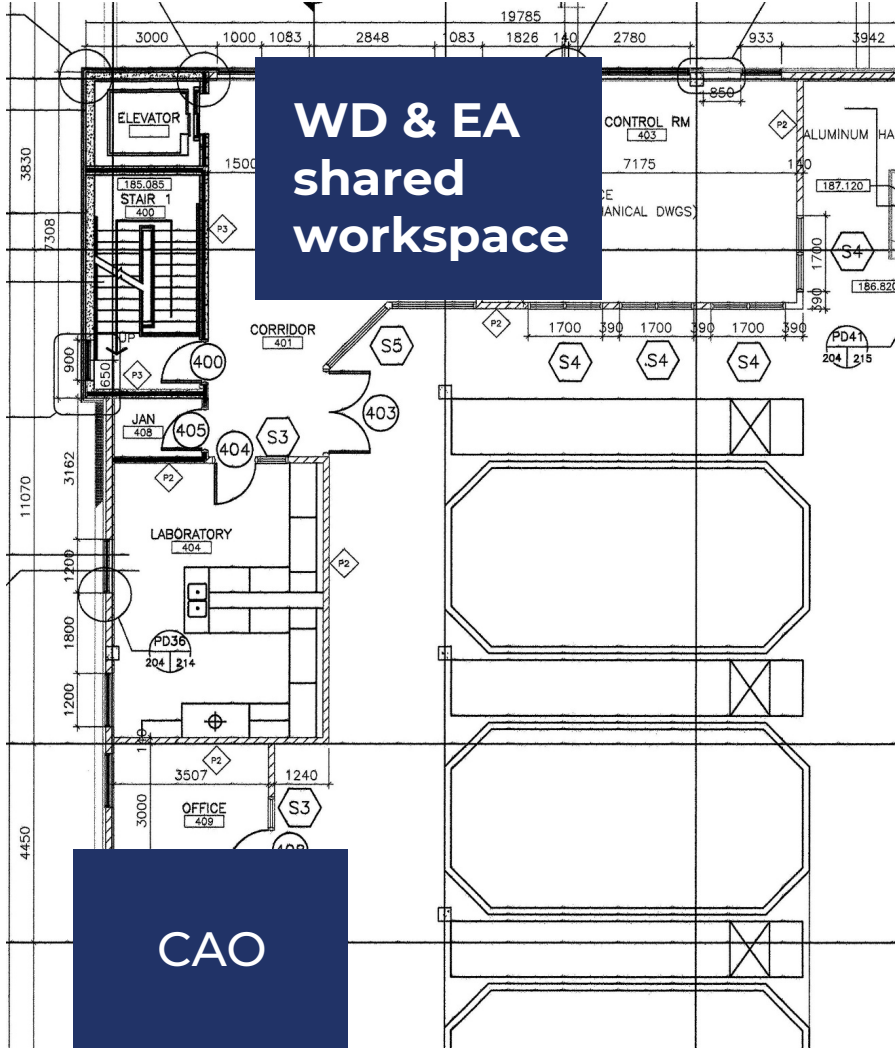 19785
3000 1000 1083 2848 1083 1826 140 2780 933 3942
850
ELEVATOR
WD & EA
shared
workspace
CONTROL RM
403
P2
ALUMINUM HA
3830
1500
7175
140
185.085
STAIR 1
400
187.120
CE
HANICAL DWGS)
P3
7308
1700
S4
390
186.820
UP
CORRIDOR
401
P2
1700 390 1700 390 1700 390
S5
S4
S4
S4
PD41
204 215
900
650
P3
400
JAN
408
405
403
404
S3
3162
P2
11070
LABORATORY
404
P2
1200
1800
PD36
204 214
1200
P2
3507 1240
3000
OFFICE
409
S3
4450
CAO